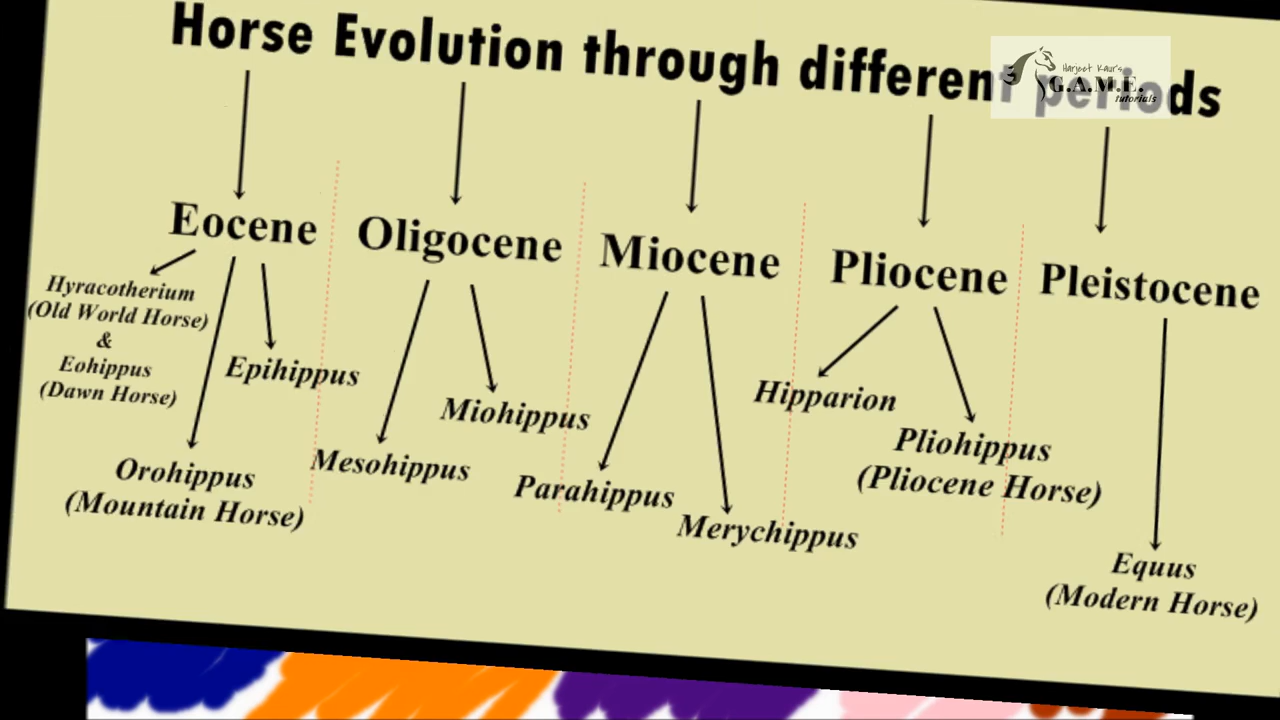 Horse Evolution through different periods
Harjeet Kaur's
G.A.M.E.
tutorials
Eocene
Oligocene
Miocene
Pliocene
Pleistocene
Hyracotherium
(Old World Horse)
&
Eohippus
(Dawn Horse)
Epihippus
Orohippus
(Mountain Horse)
Miohippus
Mesohippus
Parahippus
Merychippus
Hipparion
Pliohippus
(Pliocene Horse)
Equus
(Modern Horse)